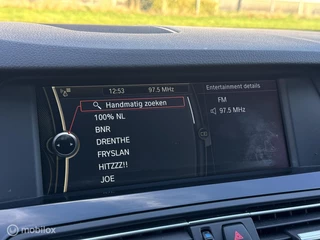 12:53 97.5 MHz Entertainment details
Handmatig zoeken
FM
100% NL
97.5 MHz
BNR
DRENTHE
FRYSLAN
HITZZZ!!
JOE
mobilox